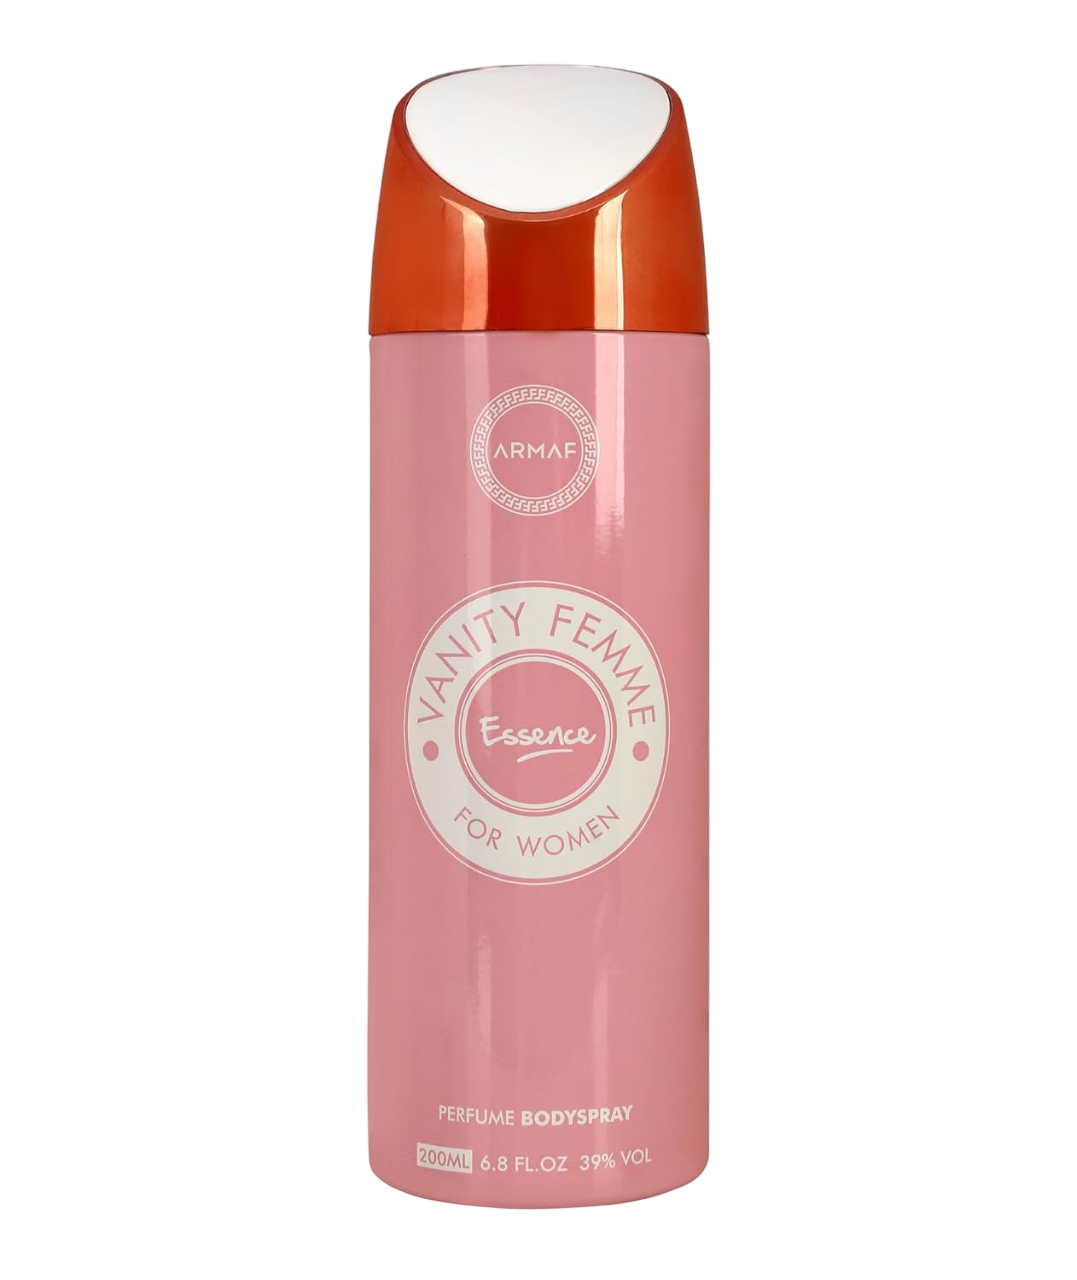 ARMAF
VANITY FEMME
Essence
FOR WOMEN
PERFUME BODYSPRAY
200ML 6.8 FL.OZ 39% VOL